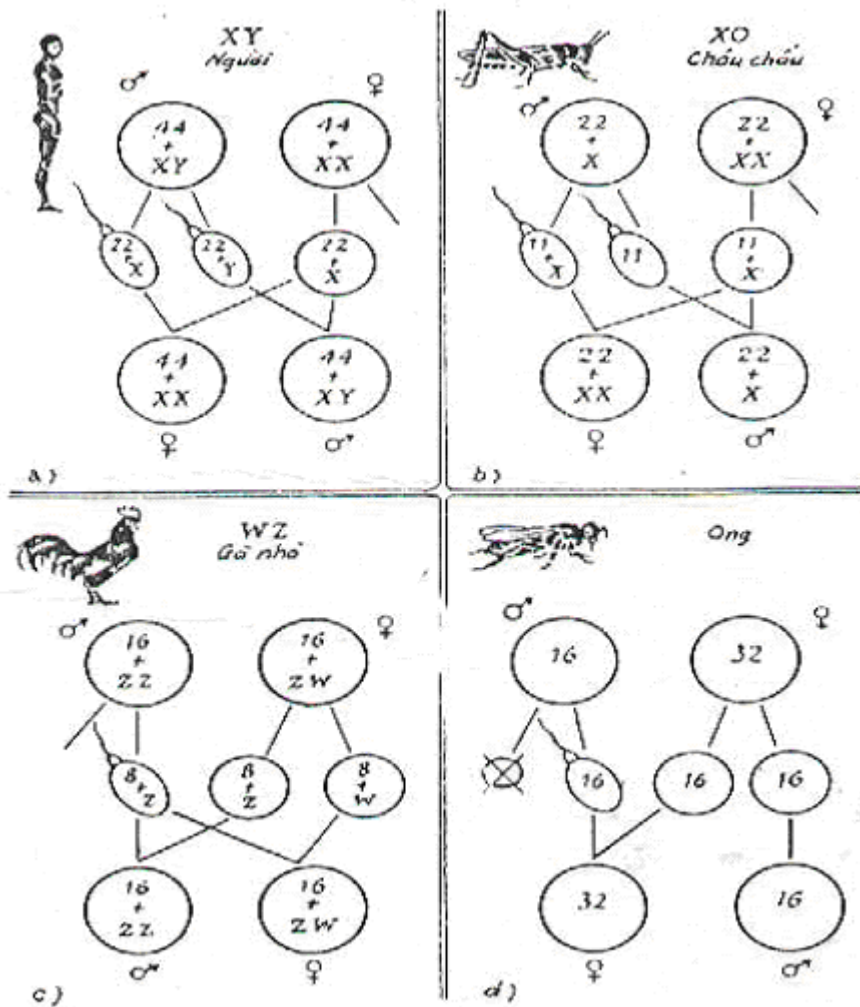 XY
Người
♂ ♀
44 + XY
44 + XX
22 + X
22 + Y
22 + X
44 + XX
44 + XY
♀ ♂
a)
XO
Châu chấu
♂ ♀
22 + X
22 + XX
11 + X
11
11 + X
22 + XX
22 + X
♀ ♂
b)
WZ
Gà nhà
♂ ♀
16 + ZZ
16 + ZW
8 + Z
8 + Z
8 + W
16 + ZZ
16 + ZW
♂ ♀
c)
Ong
♂ ♀
16
32
16
16
16
32
16
♀ ♂
d)